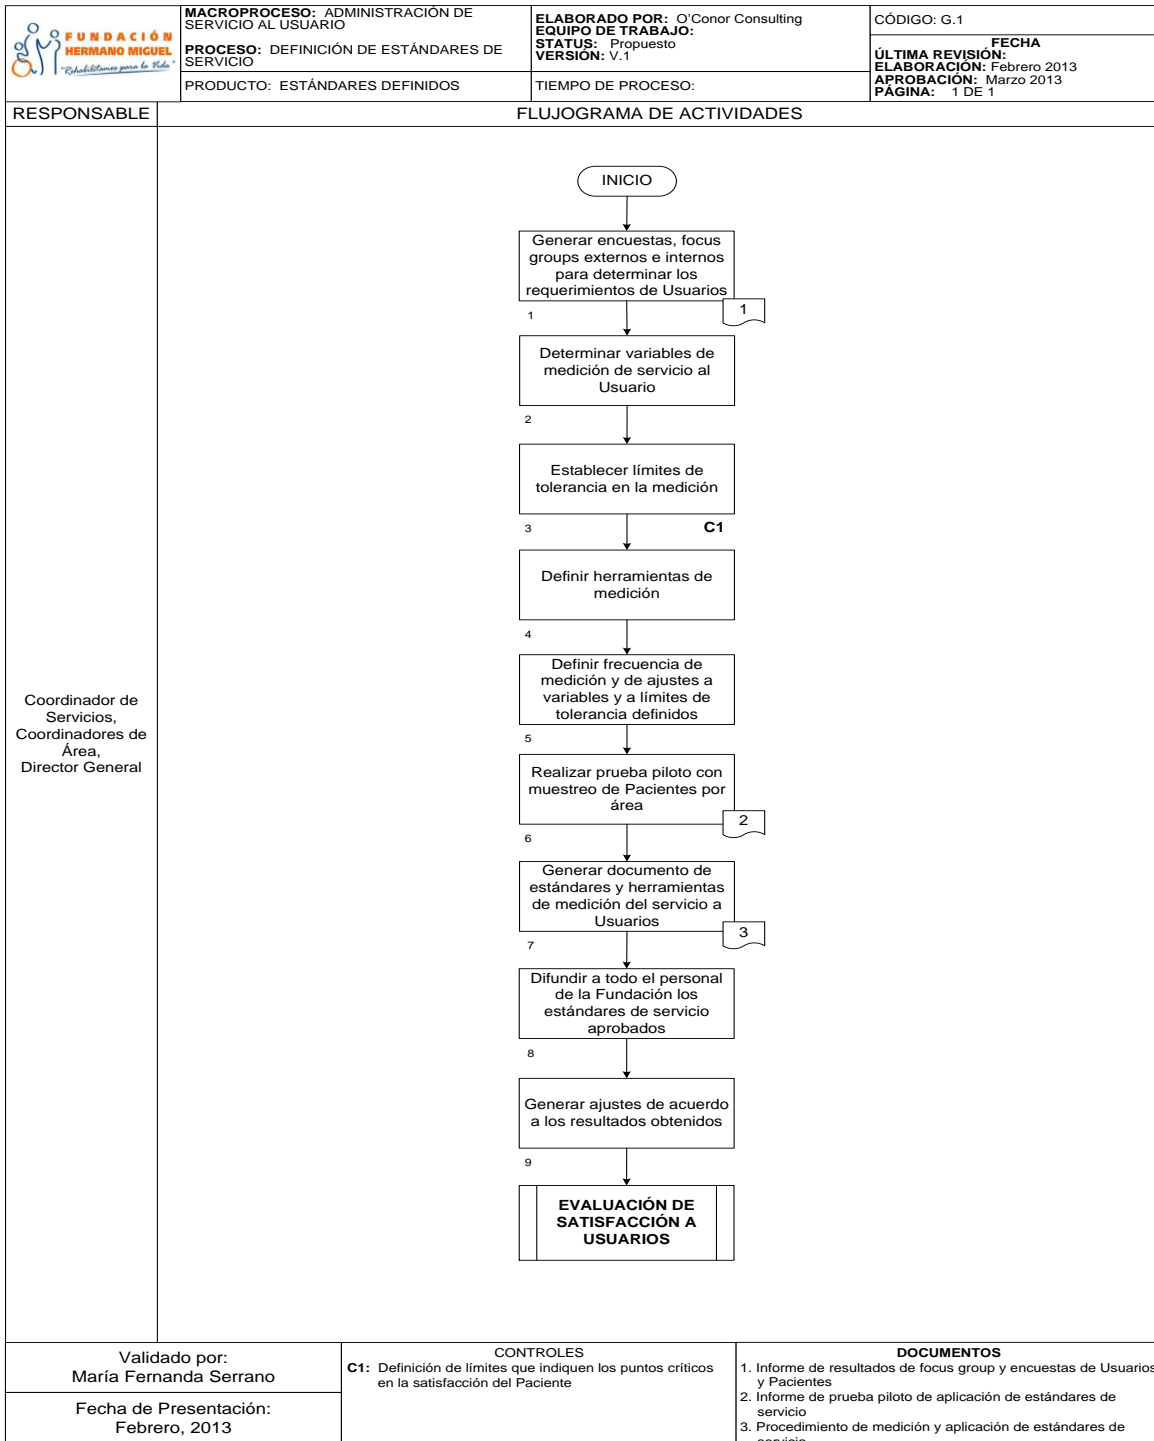 FUNDACIÓN
HERMANO MIGUEL
"Rehabilitamos para la Vida"
MACROPROCESO: ADMINISTRACIÓN DE
SERVICIO AL USUARIO
PROCESO: DEFINICIÓN DE ESTÁNDARES DE
SERVICIO
PRODUCTO: ESTÁNDARES DEFINIDOS
ELABORADO POR: O'Conor Consulting
EQUIPO DE TRABAJO:
STATUS: Propuesto
VERSIÓN: V.1
TIEMPO DE PROCESO:
CÓDIGO: G.1
FECHA
ÚLTIMA REVISIÓN:
ELABORACIÓN: Febrero 2013
APROBACIÓN: Marzo 2013
PÁGINA: 1 DE 1
RESPONSABLE
FLUJOGRAMA DE ACTIVIDADES
Coordinador de
Servicios,
Coordinadores de
Área,
Director General
INICIO
Generar encuestas, focus
groups externos e internos
para determinar los
requerimientos de Usuarios
1
1
Determinar variables de
medición de servicio al
Usuario
2
Establecer límites de
tolerancia en la medición
3
C1
Definir herramientas de
medición
4
Definir frecuencia de
medición y de ajustes a
variables y a límites de
tolerancia definidos
5
Realizar prueba piloto con
muestreo de Pacientes por
área
2
6
Generar documento de
estándares y herramientas
de medición del servicio a
Usuarios
3
7
Difundir a todo el personal
de la Fundación los
estándares de servicio
aprobados
8
Generar ajustes de acuerdo
a los resultados obtenidos
9
EVALUACIÓN DE
SATISFACCIÓN A
USUARIOS
Validado por:
María Fernanda Serrano
Fecha de Presentación:
Febrero, 2013
CONTROLES
C1: Definición de límites que indiquen los puntos críticos
en la satisfacción del Paciente
DOCUMENTOS
1. Informe de resultados de focus group y encuestas de Usuarios
y Pacientes
2. Informe de prueba piloto de aplicación de estándares de
servicio
3. Procedimiento de medición y aplicación de estándares de
servicio